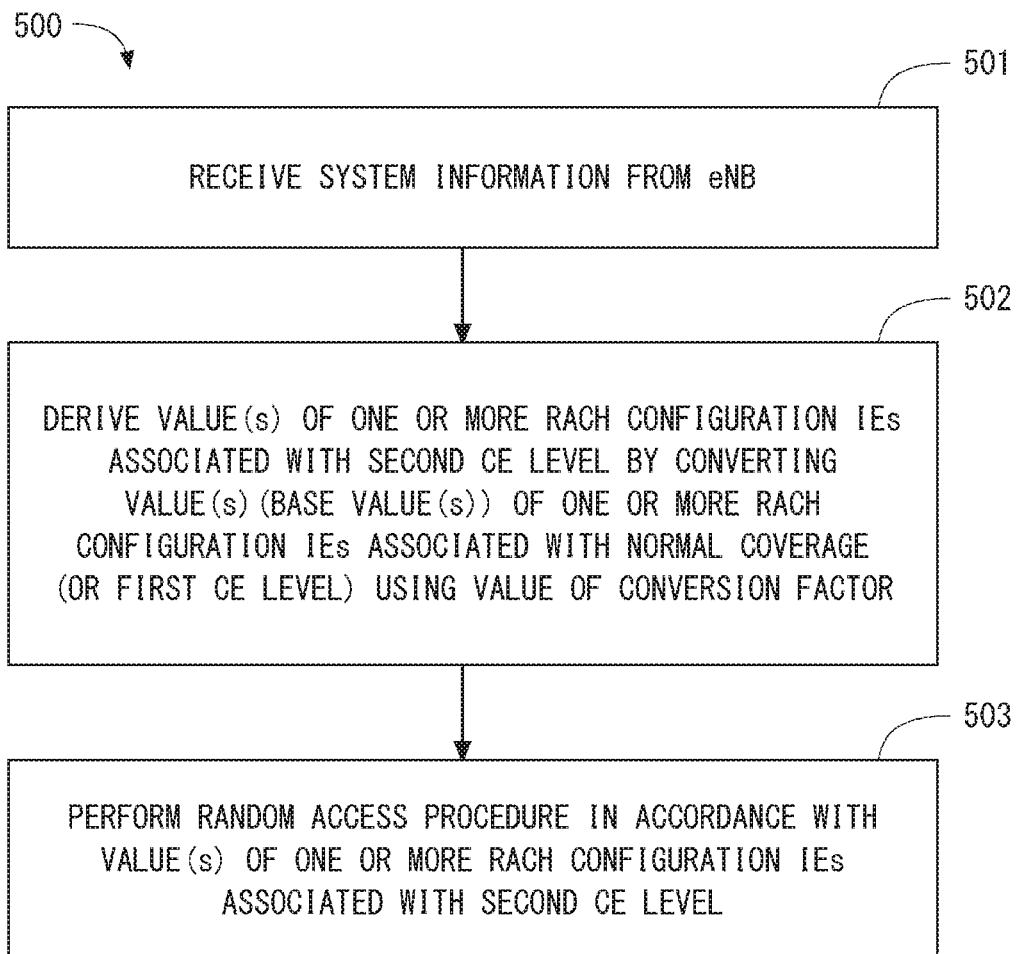 500
501
RECEIVE SYSTEM INFORMATION FROM eNB
502
DERIVE VALUE(s) OF ONE OR MORE RACH CONFIGURATION IEs
ASSOCIATED WITH SECOND CE LEVEL BY CONVERTING
VALUE(s)(BASE VALUE(s)) OF ONE OR MORE RACH
CONFIGURATION IEs ASSOCIATED WITH NORMAL COVERAGE
(OR FIRST CE LEVEL) USING VALUE OF CONVERSION FACTOR
503
PERFORM RANDOM ACCESS PROCEDURE IN ACCORDANCE WITH
VALUE(s) OF ONE OR MORE RACH CONFIGURATION IEs
ASSOCIATED WITH SECOND CE LEVEL